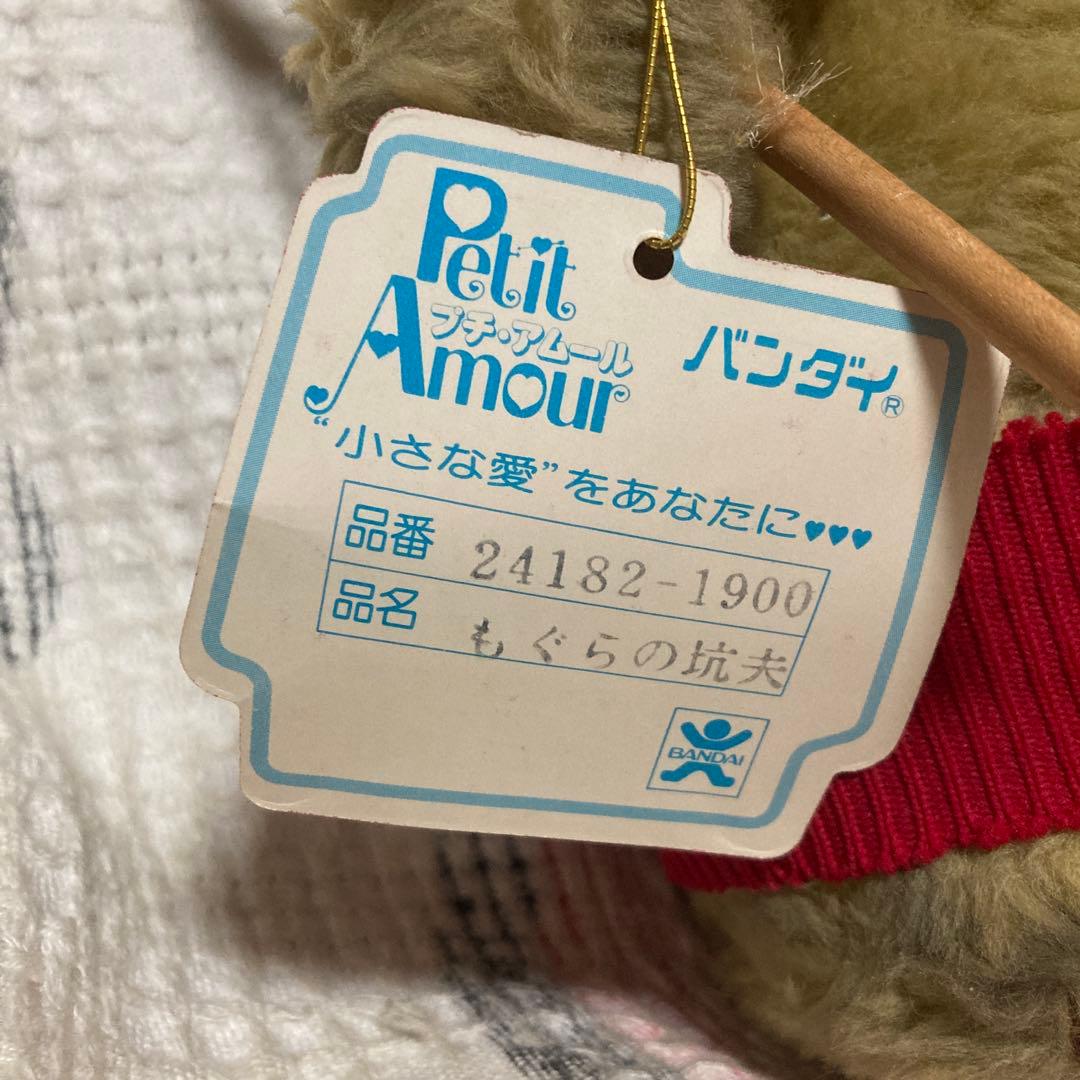 Petit
プチ・アムール
Amour
バンダイ®
“小さな愛”をあなたに♥♥♥
品番 24182-1900
品名 もぐらの坑夫
BANDAI